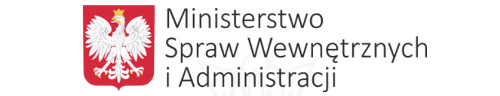 Ministerstwo
Spraw Wewnętrznych
i Administracji